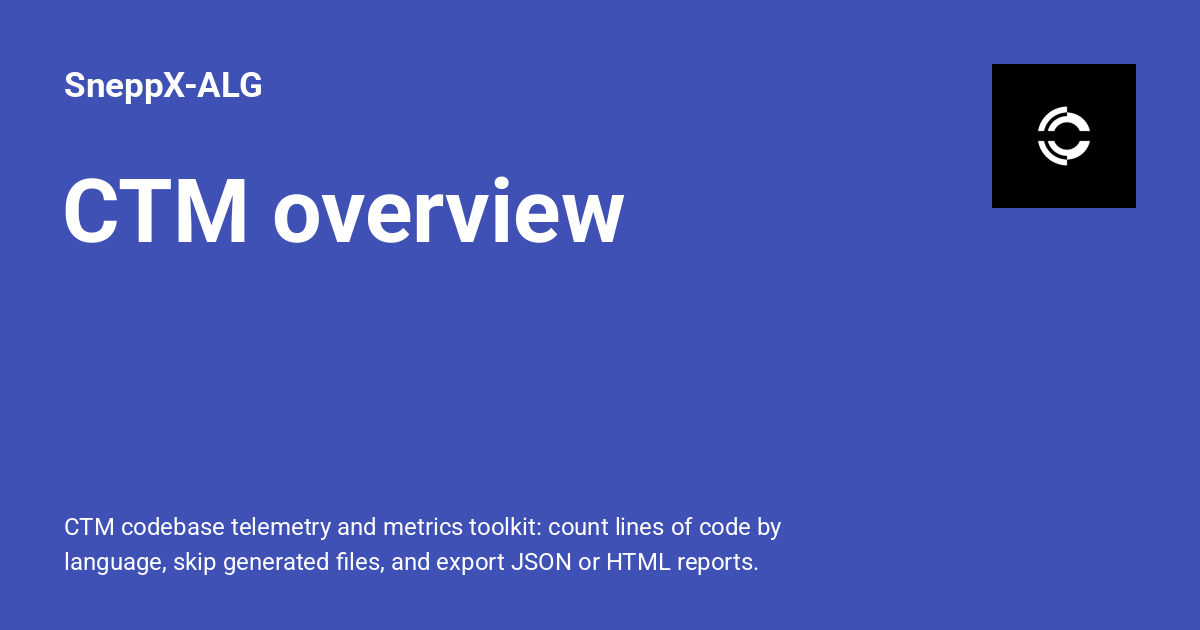 SneppX-ALG
CTM overview
CTM codebase telemetry and metrics toolkit: count lines of code by
language, skip generated files, and export JSON or HTML reports.